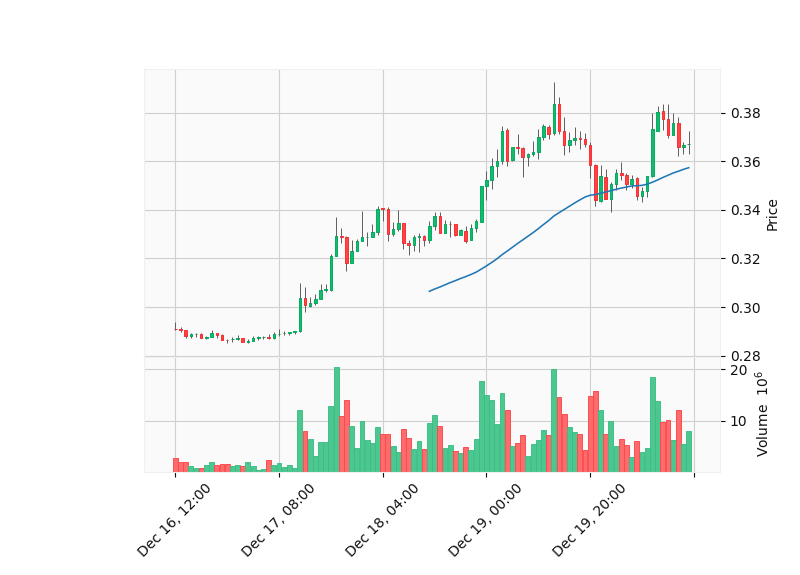 0.38
0.36
0.34
0.32
0.30
0.28
Price
20
10
Volume 10^6
Dec 16, 12:00
Dec 17, 08:00
Dec 18, 04:00
Dec 19, 00:00
Dec 19, 20:00